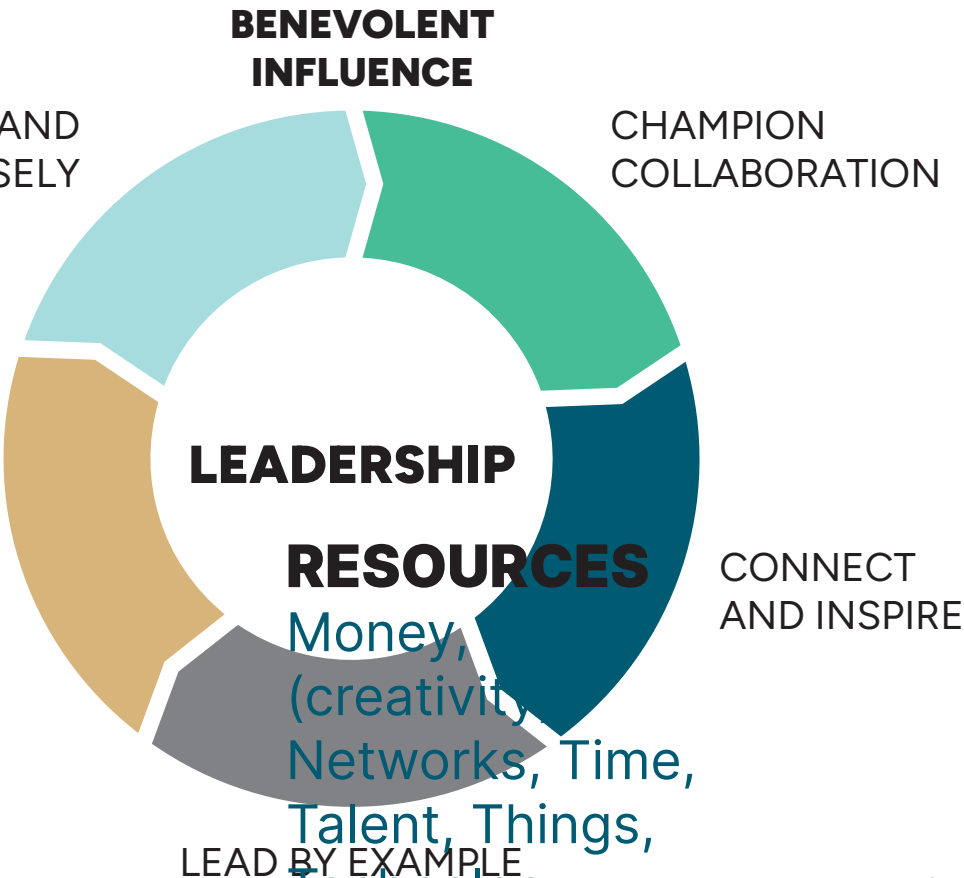 BENEVOLENT
INFLUENCE
AND
SELY
CHAMPION
COLLABORATION
LEADERSHIP
RESOURCES
Money,
(creativity,
Networks, Time,
Talent, Things,
CONNECT
AND INSPIRE
LEAD BY EXAMPLE